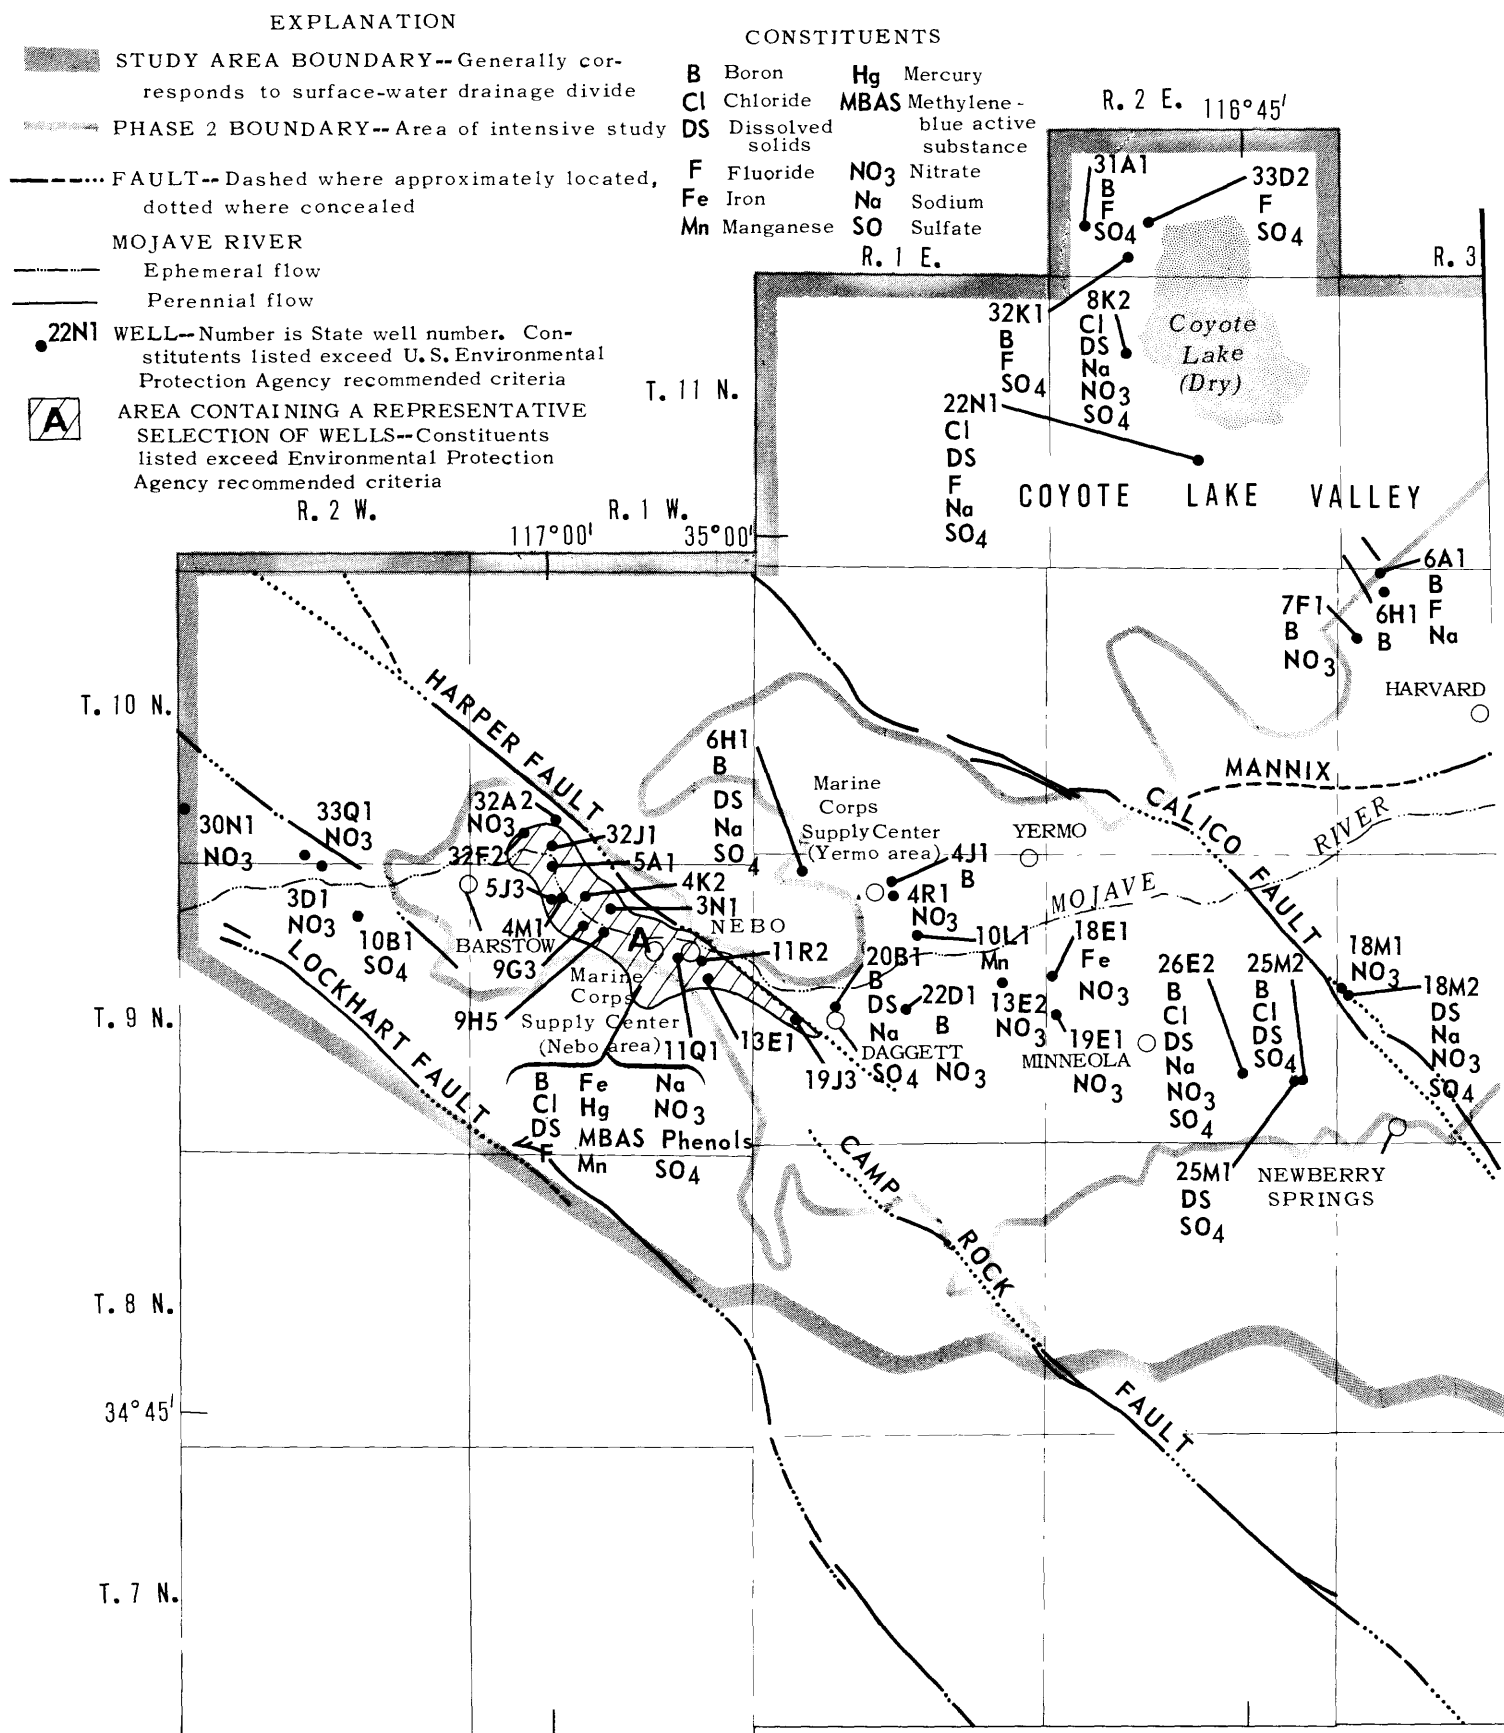 EXPLANATION
STUDY AREA BOUNDARY--Generally cor-
responds to surface-water drainage divide
PHASE 2 BOUNDARY--Area of intensive study
FAULT--Dashed where approximately located,
dotted where concealed
MOJAVE RIVER
Ephemeral flow
Perennial flow
22N1 WELL--Number is State well number. Con-
stitutents listed exceed U.S. Environmental
Protection Agency recommended criteria
A AREA CONTAINING A REPRESENTATIVE
SELECTION OF WELLS--Constituents
listed exceed Environmental Protection
Agency recommended criteria
CONSTITUENTS
B Boron
Cl Chloride
DS Dissolved
solids
F Fluoride
Fe Iron
Mn Manganese
Hg Mercury
MBAS Methylene-
blue active
substance
NO3 Nitrate
Na Sodium
SO Sulfate
R. 2 E. 116°45'
R. 1 E.
R. 3
31A1
B
F
SO4
33D2
F
SO4
32K1
B
F
SO4
8K2
Cl
DS
Na
NO3
SO4
Coyote
Lake
(Dry)
T. 11 N.
22N1
Cl
DS
F
Na
SO4
COYOTE LAKE VALLEY
R. 2 W.
R. 1 W.
117°00'
35°00'
6A1
B
F
Na
6H1
B
7F1
B
NO3
HARVARD
T. 10 N.
HARPER FAULT
6H1
B
DS
Na
SO4
Marine
Corps
Supply Center
(Yermo area)
YERMO
MANNIX
CALICO FAULT
MOJAVE RIVER
30N1
NO3
33Q1
NO3
32A2
NO3
32F2
32J1
5A1
5J3
4K2
3N1
4M1
3D1
NO3
10B1
SO4
BARSTOW
A
NEBO
9G3
11R2
4J1
B
4R1
NO3
10L1
Mn
18E1
Fe
NO3
T. 9 N.
9H5
Marine
Corps
Supply Center
(Nebo area)
11Q1
13E1
19J3
20B1
B
DS
Na
SO4
22D1
B
NO3
DAGGETT
13E2
NO3
19E1
NO3
MINNEOLA
26E2
B
Cl
DS
Na
NO3
SO4
25M2
B
Cl
DS
SO4
18M1
NO3
18M2
DS
Na
NO3
SO4
LOCKHART FAULT
B Fe Na
Cl Hg NO3
DS MBAS Phenols
F Mn SO4
25M1
DS
SO4
NEWBERRY
SPRINGS
CAMP ROCK FAULT
T. 8 N.
34°45'
T. 7 N.